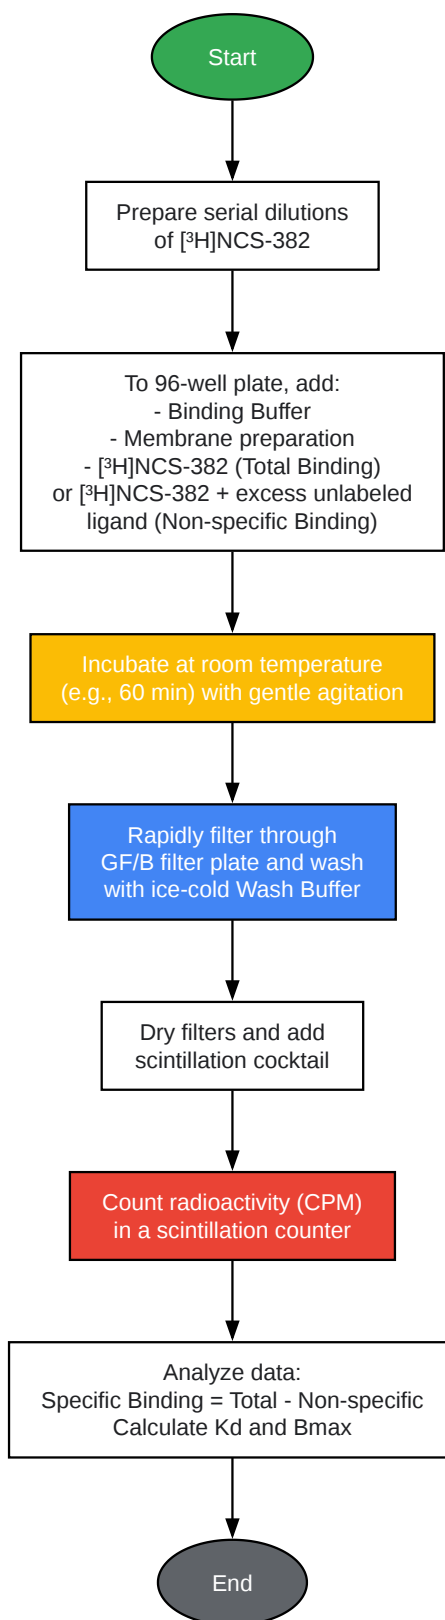 Start
Prepare serial dilutions
of [³H]NCS-382
To 96-well plate, add:
- Binding Buffer
- Membrane preparation
- [³H]NCS-382 (Total Binding)
or [³H]NCS-382 + excess unlabeled
ligand (Non-specific Binding)
Incubate at room temperature
(e.g., 60 min) with gentle agitation
Rapidly filter through
GF/B filter plate and wash
with ice-cold Wash Buffer
Dry filters and add
scintillation cocktail
Count radioactivity (CPM)
in a scintillation counter
Analyze data:
Specific Binding = Total - Non-specific
Calculate Kd and Bmax
End